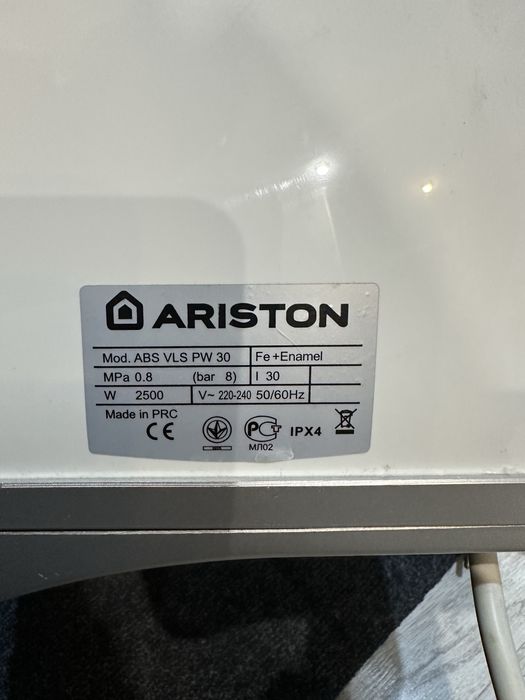 ARISTON
Mod. ABS VLS PW 30 Fe+Enamel
MPa 0.8 (bar 8) l 30
W 2500 V~ 220-240 50/60Hz
Made in PRC
CE PG IPX4
МЛ02